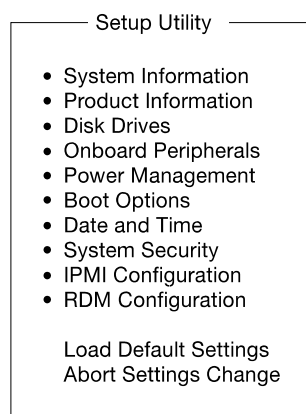 Setup Utility
• System Information
• Product Information
• Disk Drives
• Onboard Peripherals
• Power Management
• Boot Options
• Date and Time
• System Security
• IPMI Configuration
• RDM Configuration
Load Default Settings
Abort Settings Change